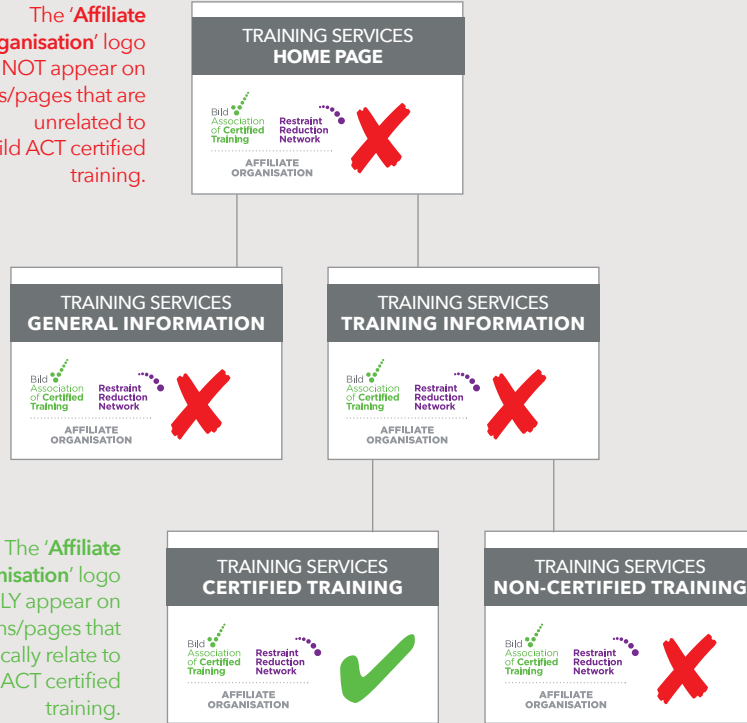 The ‘Affiliate
ganisation’ logo
NOT appear on
s/pages that are
unrelated to
ild ACT certified
training.
TRAINING SERVICES
HOME PAGE
Bild
Association
of Certified
Training
Restraint
Reduction
Network
AFFILIATE
ORGANISATION
TRAINING SERVICES
GENERAL INFORMATION
Bild
Association
of Certified
Training
Restraint
Reduction
Network
AFFILIATE
ORGANISATION
TRAINING SERVICES
TRAINING INFORMATION
Bild
Association
of Certified
Training
Restraint
Reduction
Network
AFFILIATE
ORGANISATION
The ‘Affiliate
nisation’ logo
LY appear on
ns/pages that
cally relate to
ACT certified
training.
TRAINING SERVICES
CERTIFIED TRAINING
Bild
Association
of Certified
Training
Restraint
Reduction
Network
AFFILIATE
ORGANISATION
TRAINING SERVICES
NON-CERTIFIED TRAINING
Bild
Association
of Certified
Training
Restraint
Reduction
Network
AFFILIATE
ORGANISATION